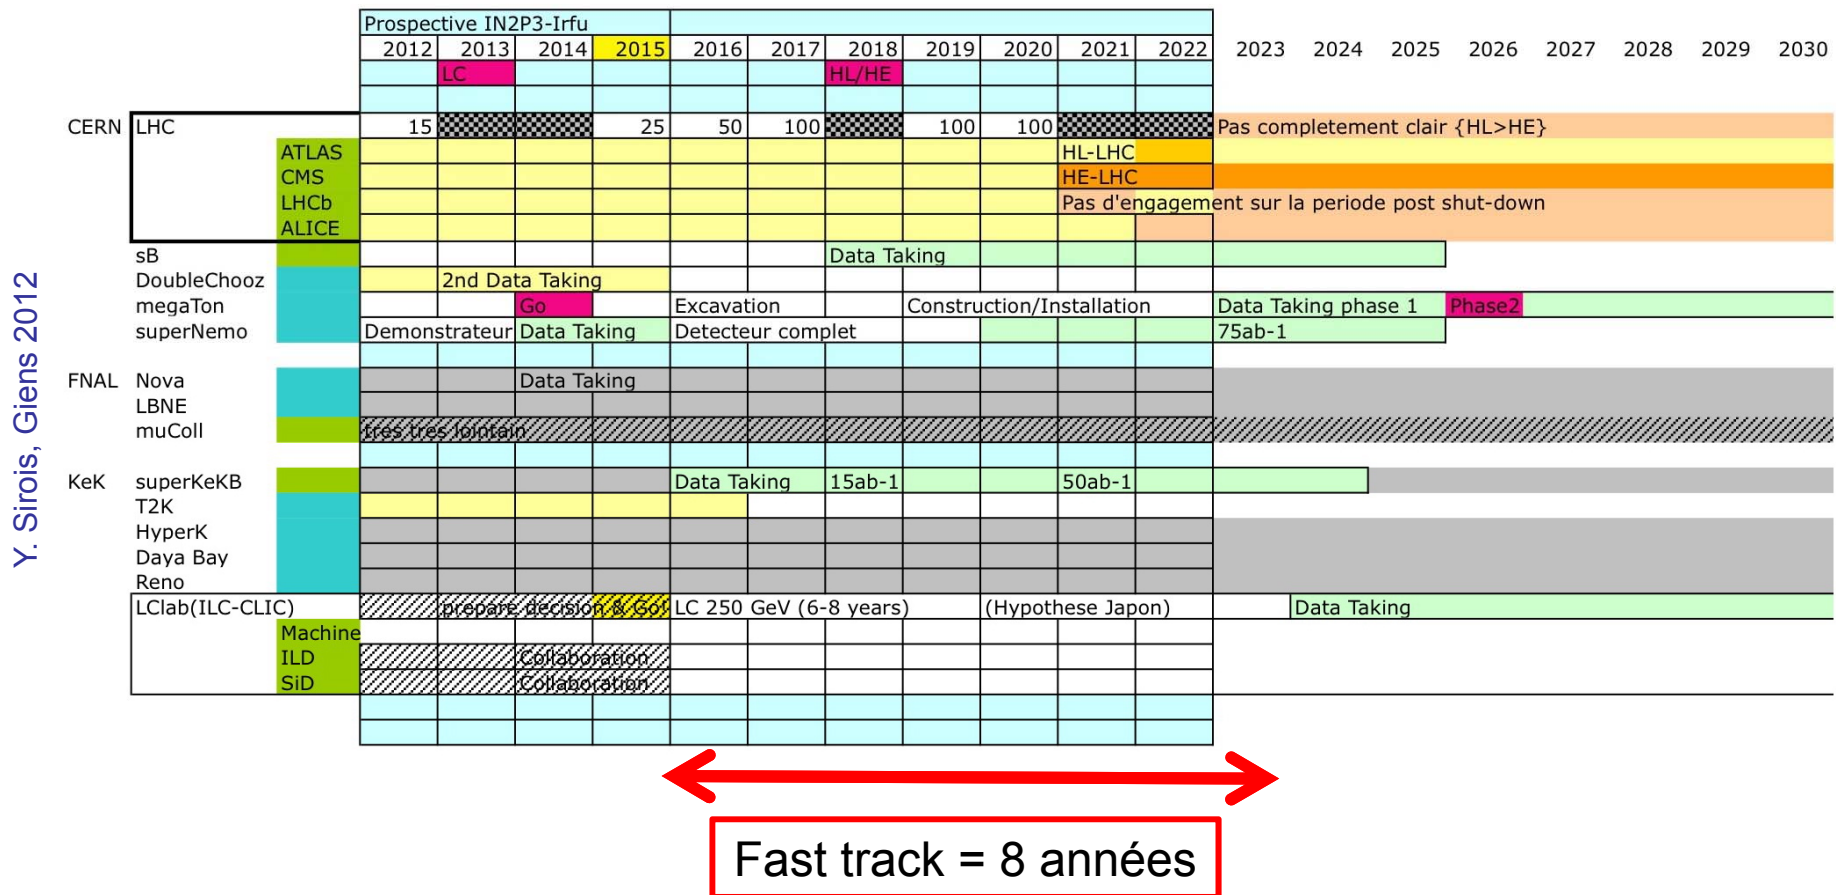 Y. Sirois, Giens 2012
Prospective IN2P3-Irfu
2012 2013 2014 2015 2016 2017 2018 2019 2020 2021 2022 2023 2024 2025 2026 2027 2028 2029 2030
LC HL/HE
CERN LHC 15 25 50 100 100 100 Pas completement clair {HL>HE}
ATLAS HL-LHC
CMS HE-LHC
LHCb Pas d'engagement sur la periode post shut-down
ALICE
sB Data Taking
DoubleChooz 2nd Data Taking
megaTon Go Excavation Construction/Installation Data Taking phase 1 Phase2
superNemo Demonstrateur Data Taking Detecteur complet 75ab-1
FNAL Nova Data Taking
LBNE
muColl tres tres lointain
KeK superKeKB Data Taking 15ab-1 50ab-1
T2K
HyperK
Daya Bay
Reno
LClab(ILC-CLIC) prepare decision & Go! LC 250 GeV (6-8 years) (Hypothese Japon) Data Taking
Machine
ILD Collaboration
SiD Collaboration
Fast track = 8 années